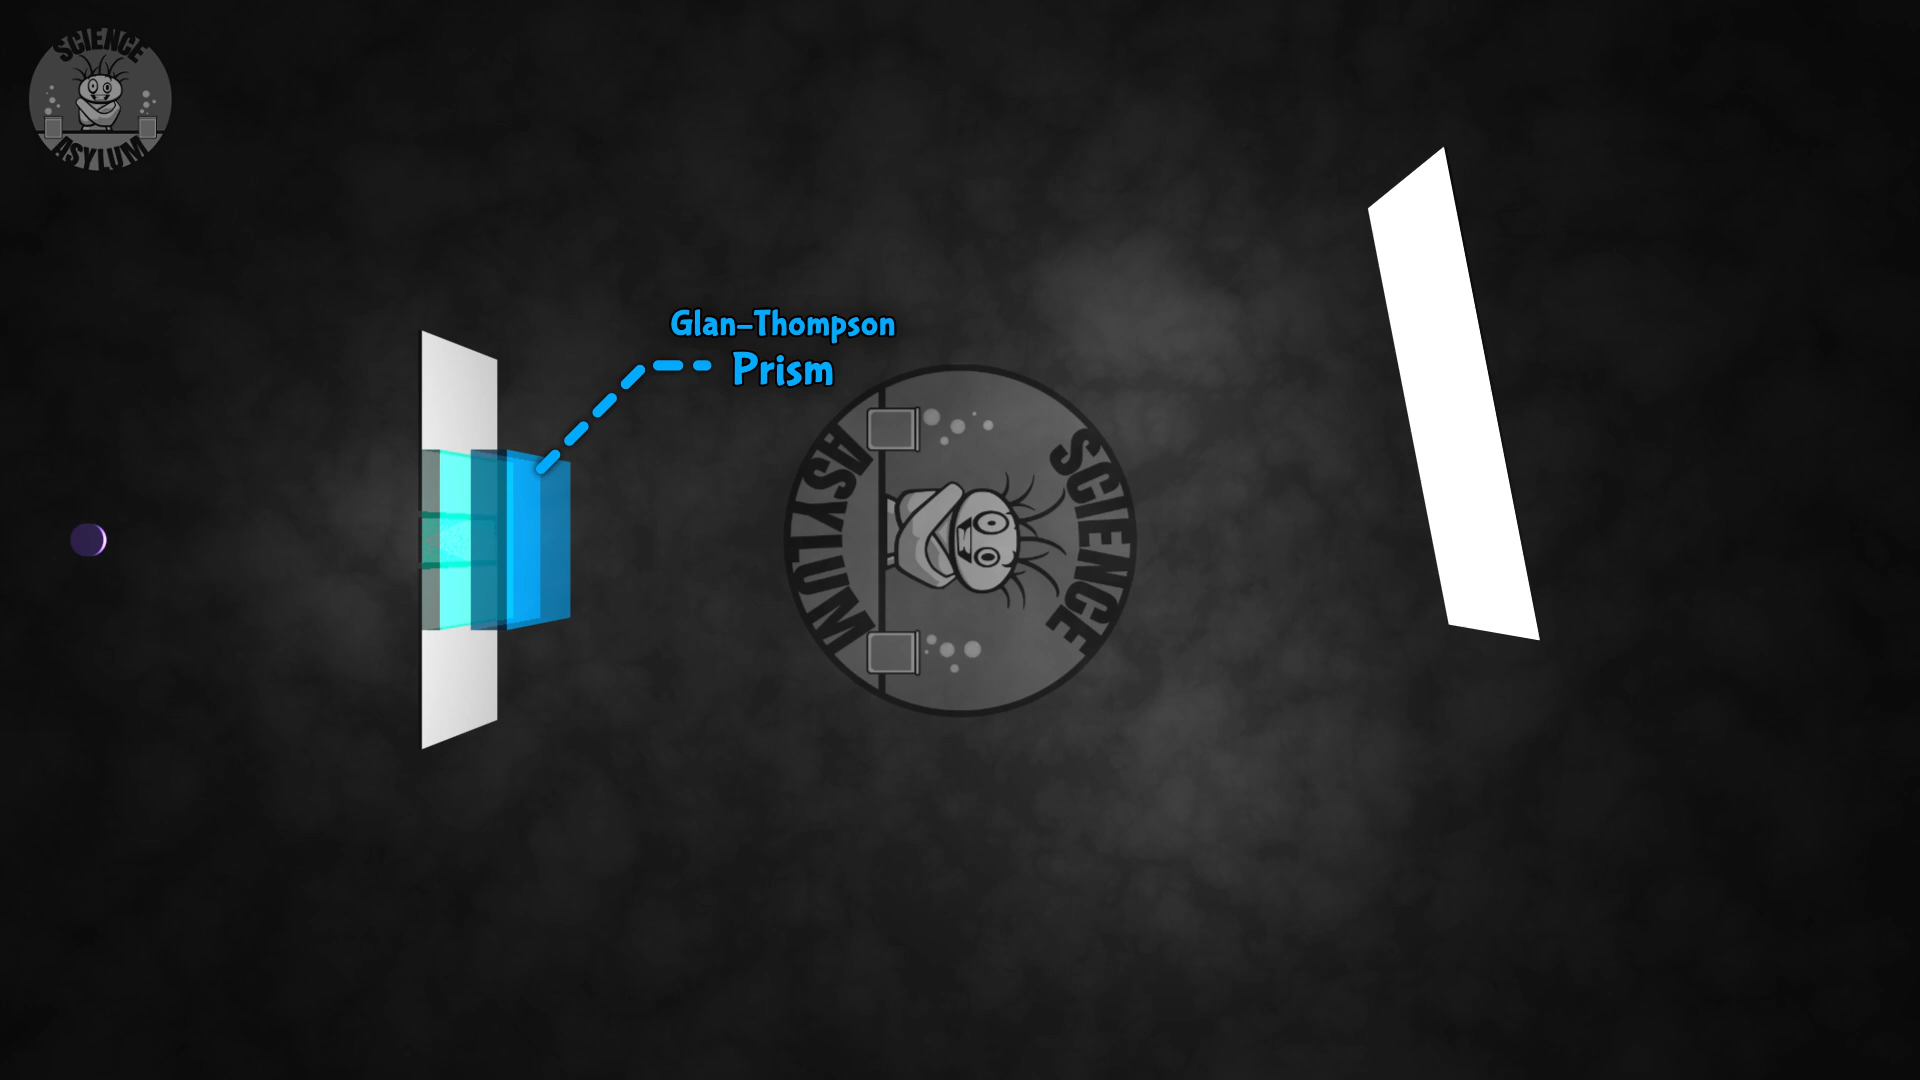 SCIENCE
ASYLUM
Glan-Thompson
Prism
SCIENCE
ASYLUM